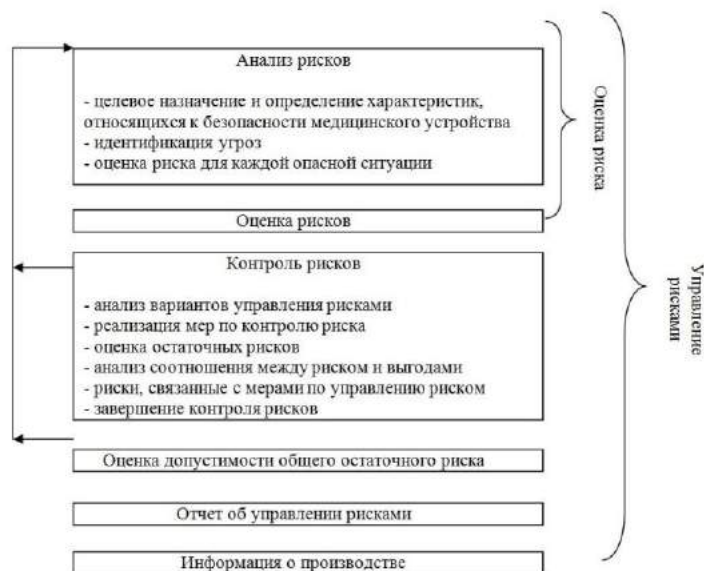 Анализ рисков
- целевое назначение и определение характеристик,
относящихся к безопасности медицинского устройства
- идентификация угроз
- оценка риска для каждой опасной ситуации
Оценка рисков
Контроль рисков
- анализ вариантов управления рисками
- реализация мер по контролю риска
- оценка остаточных рисков
- анализ соотношения между риском и выгодами
- риски, связанные с мерами по управлению риском
- завершение контроля рисков
Оценка допустимости общего остаточного риска
Отчет об управлении рисками
Информация о производстве
Оценка риска
Управление
рисками